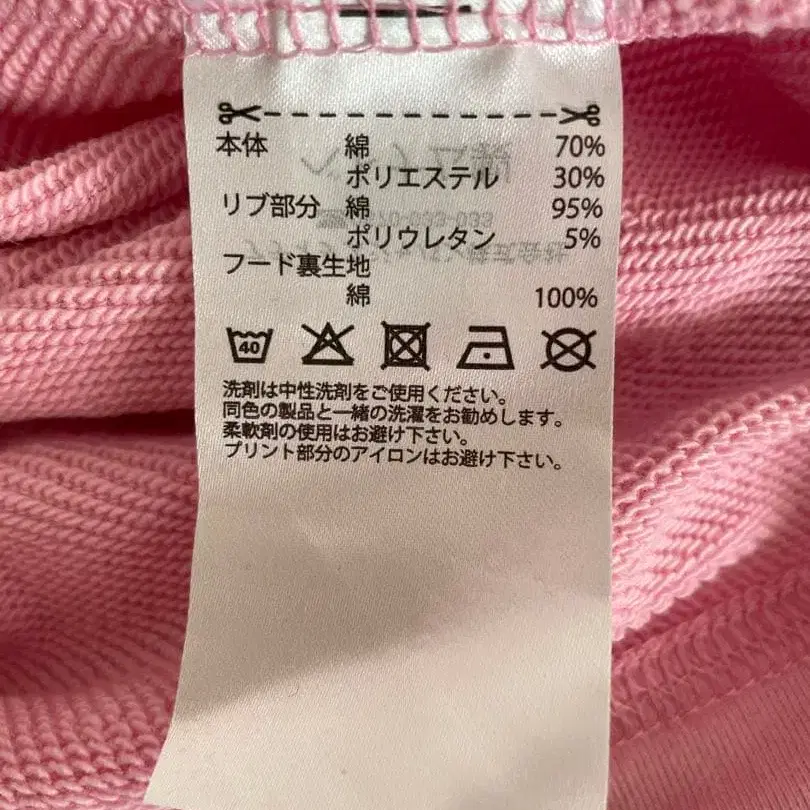 本体 綿 70%
ポリエステル 30%
リブ部分 綿 95%
ポリウレタン 5%
フード裏生地
綿 100%
40
洗剤は中性洗剤をご使用ください。
同色の製品と一緒の洗濯をお勧めします。
柔軟剤の使用はお避け下さい。
プリント部分のアイロンはお避け下さい。